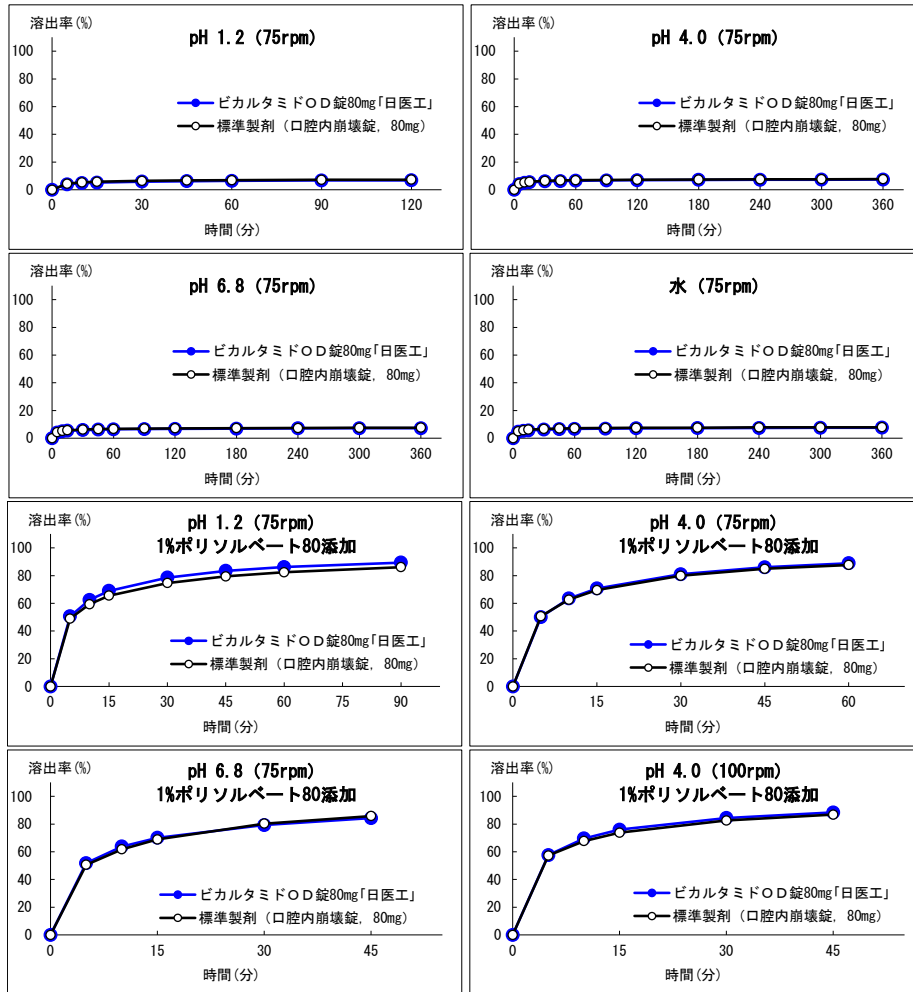 溶出率(%)
pH 1.2 (75rpm)
100
80
60
40
20
0
ビカルタミドＯＤ錠80mg｢日医工｣
標準製剤（口腔内崩壊錠, 80mg）
0 30 60 90 120
時間(分)
溶出率(%)
pH 4.0 (75rpm)
100
80
60
40
20
0
ビカルタミドＯＤ錠80mg｢日医工｣
標準製剤（口腔内崩壊錠, 80mg）
0 60 120 180 240 300 360
時間(分)
溶出率(%)
pH 6.8 (75rpm)
100
80
60
40
20
0
ビカルタミドＯＤ錠80mg｢日医工｣
標準製剤（口腔内崩壊錠, 80mg）
0 60 120 180 240 300 360
時間(分)
溶出率(%)
水 (75rpm)
100
80
60
40
20
0
ビカルタミドＯＤ錠80mg｢日医工｣
標準製剤（口腔内崩壊錠, 80mg）
0 60 120 180 240 300 360
時間(分)
溶出率(%)
pH 1.2 (75rpm)
1%ポリソルベート80添加
100
80
60
40
20
0
ビカルタミドＯＤ錠80mg｢日医工｣
標準製剤（口腔内崩壊錠, 80mg）
0 15 30 45 60 75 90
時間(分)
溶出率(%)
pH 4.0 (75rpm)
1%ポリソルベート80添加
100
80
60
40
20
0
ビカルタミドＯＤ錠80mg｢日医工｣
標準製剤（口腔内崩壊錠, 80mg）
0 15 30 45 60
時間(分)
溶出率(%)
pH 6.8 (75rpm)
1%ポリソルベート80添加
100
80
60
40
20
0
ビカルタミドＯＤ錠80mg｢日医工｣
標準製剤（口腔内崩壊錠, 80mg）
0 15 30 45
時間(分)
溶出率(%)
pH 4.0 (100rpm)
1%ポリソルベート80添加
100
80
60
40
20
0
ビカルタミドＯＤ錠80mg｢日医工｣
標準製剤（口腔内崩壊錠, 80mg）
0 15 30 45
時間(分)